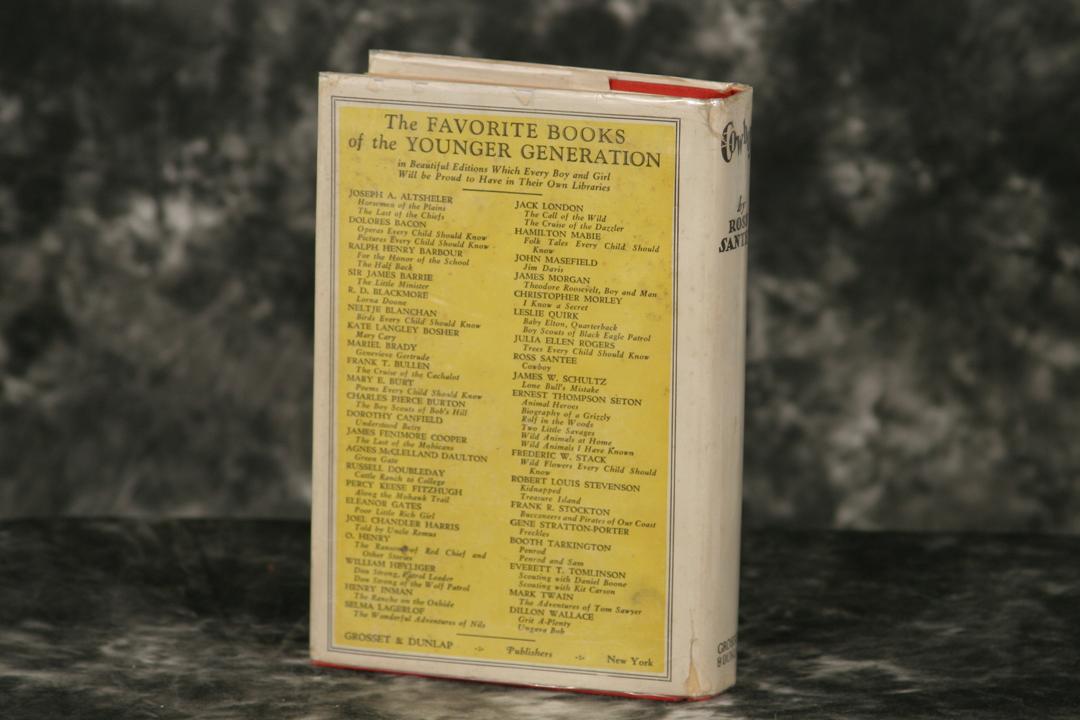 The FAVORITE BOOKS
of the YOUNGER GENERATION
in Beautiful Editions Which Every Boy and Girl
Will be Proud to Have in Their Own Libraries
JOSEPH A. ALTSHELER
Horsemen of the Plains
The Last of the Chiefs
DOLORES BACON
Operas Every Child Should Know
Pictures Every Child Should Know
RALPH HENRY BARBOUR
For the Honor of the School
The Half Back
SIR JAMES BARRIE
The Little Minister
R. D. BLACKMORE
Lorna Doone
NELTJE BLANCHAN
Birds Every Child Should Know
KATE LANGLEY BOSHER
Mary Cary
MARIEL BRADY
Genevieve Gertrude
FRANK T. BULLEN
The Cruise of the Cachalot
MARY E. BURT
Poems Every Child Should Know
CHARLES PIERCE BURTON
The Boy Scouts of Bob's Hill
DOROTHY CANFIELD
Understood Betsy
JAMES FENIMORE COOPER
The Last of the Mohicans
AGNES McCLELLAND DAULTON
Green Gate
RUSSELL DOUBLEDAY
Cattle Ranch to College
PERCY KEESE FITZHUGH
Along the Mohawk Trail
ELEANOR GATES
Poor Little Rich Girl
JOEL CHANDLER HARRIS
Told by Uncle Remus
O. HENRY
The Ransom of Red Chief and
Other Stories
WILLIAM HEYLIGER
Don Strong, Patrol Leader
Don Strong of the Wolf Patrol
HENRY INMAN
The Ranche on the Oxhide
SELMA LAGERLOF
The Wonderful Adventures of Nils
JACK LONDON
The Call of the Wild
The Cruise of the Dazzler
HAMILTON MABIE
Folk Tales Every Child Should
Know
JOHN MASEFIELD
Jim Davis
JAMES MORGAN
Theodore Roosevelt, Boy and Man
CHRISTOPHER MORLEY
I Know a Secret
LESLIE QUIRK
Baby Elton, Quarterback
Boy Scouts of Black Eagle Patrol
JULIA ELLEN ROGERS
Trees Every Child Should Know
ROSS SANTEE
Cowboy
JAMES W. SCHULTZ
Lone Bull's Mistake
ERNEST THOMPSON SETON
Animal Heroes
Biography of a Grizzly
Rolf in the Woods
Two Little Savages
Wild Animals at Home
Wild Animals I Have Known
FREDERIC W. STACK
Wild Flowers Every Child Should
Know
ROBERT LOUIS STEVENSON
Kidnapped
Treasure Island
FRANK R. STOCKTON
Buccaneers and Pirates of Our Coast
GENE STRATTON-PORTER
Freckles
BOOTH TARKINGTON
Penrod
Penrod and Sam
EVERETT T. TOMLINSON
Scouting with Daniel Boone
Scouting with Kit Carson
MARK TWAIN
The Adventures of Tom Sawyer
DILLON WALLACE
Grit A-Plenty
Ungava Bob
GROSSET & DUNLAP Publishers New York
by